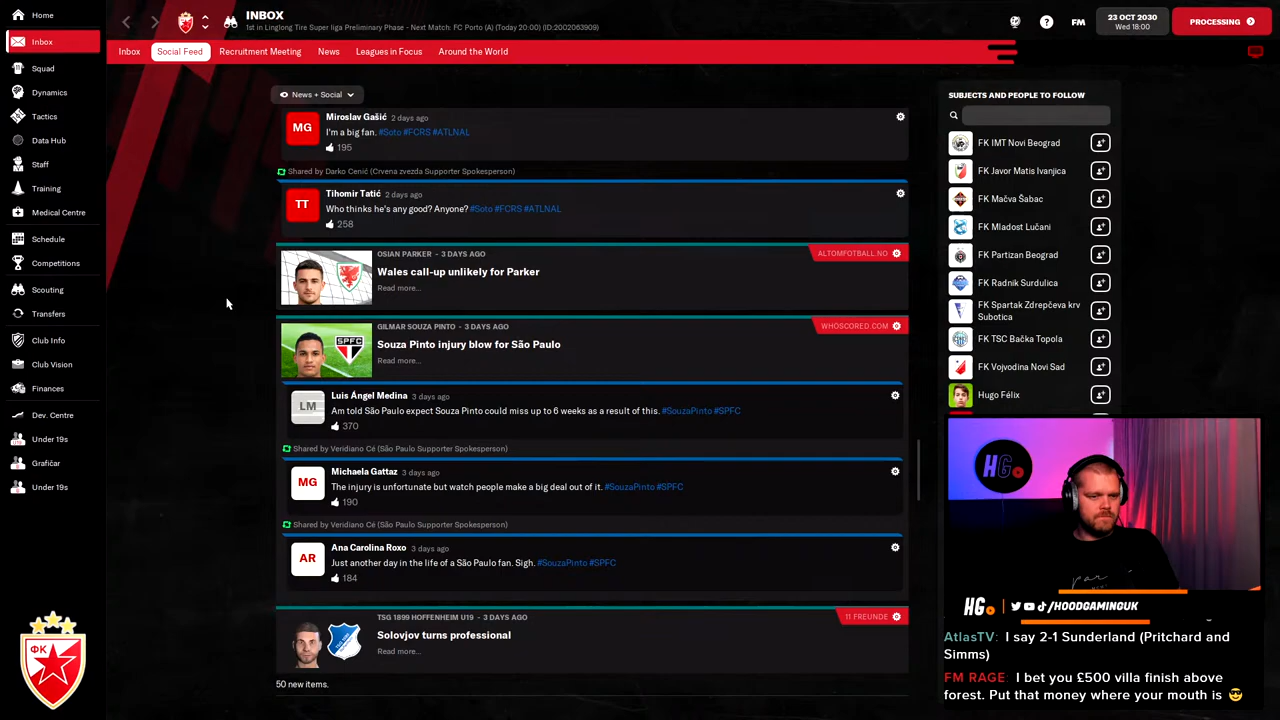 Home
Inbox
Squad
Dynamics
Tactics
Data Hub
Staff
Training
Medical Centre
Schedule
Competitions
Scouting
Transfers
Club Info
Club Vision
Finances
Dev. Centre
Under 19s
Grafičar
Under 19s
ФК
INBOX
1st in Linglong Tire Super liga Preliminary Phase - Next Match: FC Porto (A) (Today 20:00) (ID:2002063909)
?
FM
23 OCT 2030
Wed 18:00
PROCESSING
Inbox
Social Feed
Recruitment Meeting
News
Leagues in Focus
Around the World
News + Social
MG
Miroslav Gašić 2 days ago
I'm a big fan. #Soto #FCRS #ATLNAL
195
Shared by Darko Cenić (Crvena zvezda Supporter Spokesperson)
TT
Tihomir Tatić 2 days ago
Who thinks he's any good? Anyone? #Soto #FCRS #ATLNAL
258
OSIAN PARKER - 3 DAYS AGO
ALTOMFOTBALL.NO
Wales call-up unlikely for Parker
Read more...
SPFC
GILMAR SOUZA PINTO - 3 DAYS AGO
WHOSCORED.COM
Souza Pinto injury blow for São Paulo
Read more...
LM
Luis Ángel Medina 3 days ago
Am told São Paulo expect Souza Pinto could miss up to 6 weeks as a result of this. #SouzaPinto #SPFC
370
Shared by Veridiano Cé (São Paulo Supporter Spokesperson)
MG
Michaela Gattaz 3 days ago
The injury is unfortunate but watch people make a big deal out of it. #SouzaPinto #SPFC
190
Shared by Veridiano Cé (São Paulo Supporter Spokesperson)
AR
Ana Carolina Roxo 3 days ago
Just another day in the life of a São Paulo fan. Sigh. #SouzaPinto #SPFC
184
TSG 1899 HOFFENHEIM U19 - 3 DAYS AGO
11 FREUNDE
Solovjov turns professional
Read more...
50 new items.
SUBJECTS AND PEOPLE TO FOLLOW
FK IMT Novi Beograd
FK Javor Matis Ivanjica
FK Mačva Šabac
FK Mladost Lučani
FK Partizan Beograd
FK Radnik Surdulica
FK Spartak Zdrepčeva krv
Subotica
FK TSC Bačka Topola
FK Vojvodina Novi Sad
Hugo Félix
HG
HG
/HOODGAMINGUK
AtlasTV: I say 2-1 Sunderland (Pritchard and
Simms)
FM RAGE I bet you £500 villa finish above
forest. Put that money where your mouth is 😎